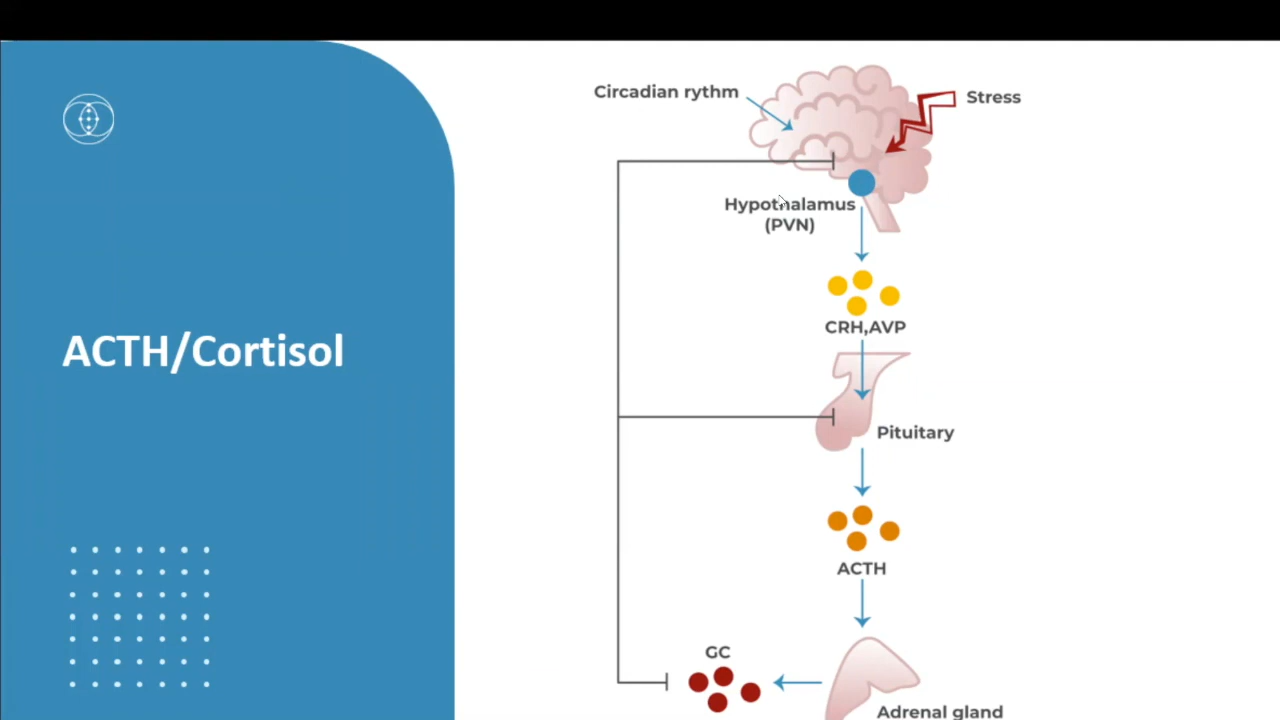 ACTH/Cortisol
Circadian rythm
Stress
Hypothalamus
(PVN)
CRH,AVP
Pituitary
ACTH
GC
Adrenal gland